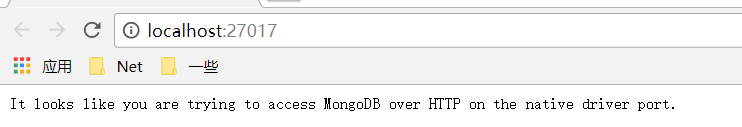 localhost:27017
应用 Net 一些
It looks like you are trying to access MongoDB over HTTP on the native driver port.